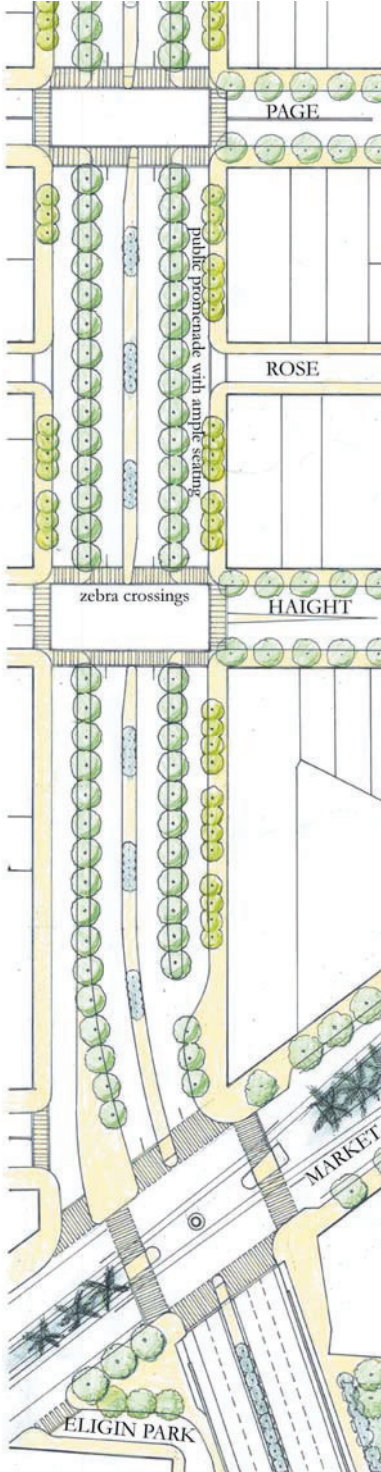 PAGE
public promenade with ample seating
ROSE
zebra crossings
HAIGHT
MARKET
ELIGIN PARK